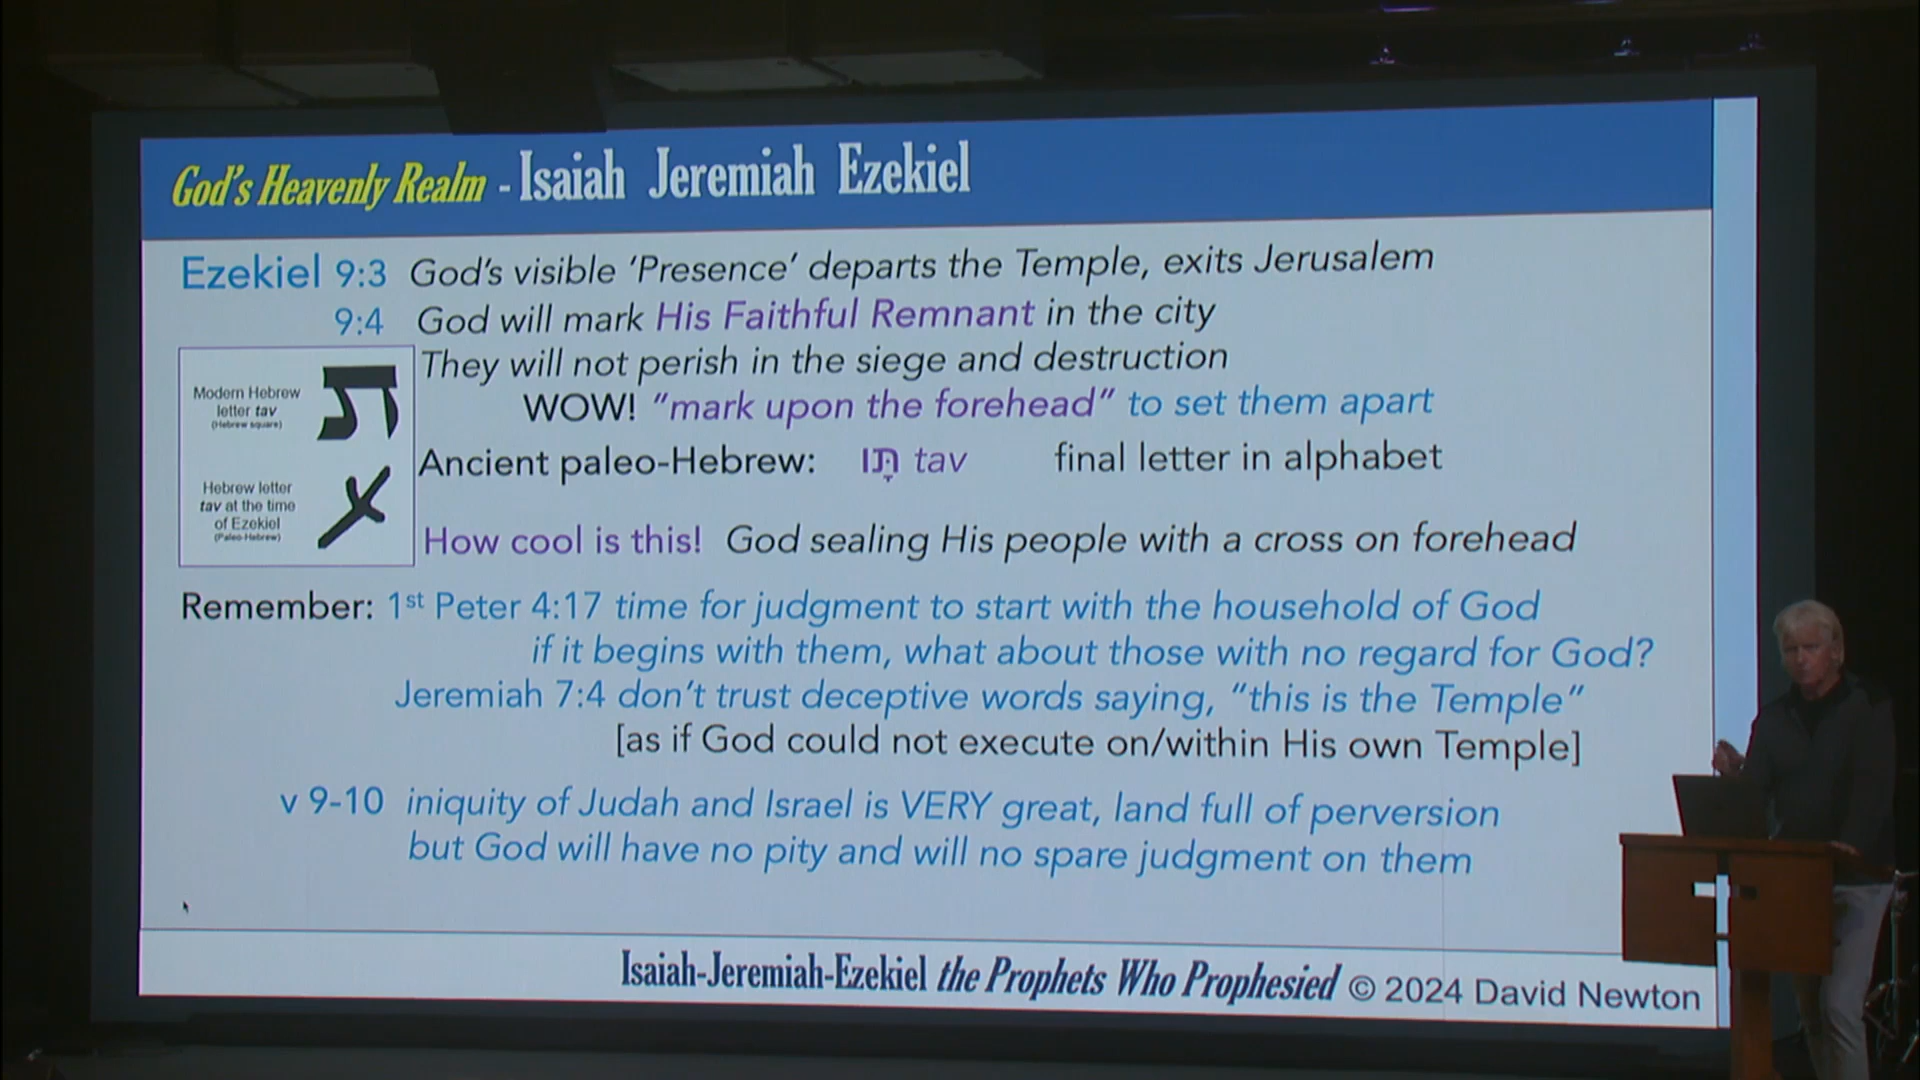 God's Heavenly Realm - Isaiah Jeremiah Ezekiel
Ezekiel 9:3 God's visible 'Presence' departs the Temple, exits Jerusalem
9:4 God will mark His Faithful Remnant in the city
They will not perish in the siege and destruction
WOW! "mark upon the forehead" to set them apart
Modern Hebrew
letter tav
(Hebrew square)
ת
Ancient paleo-Hebrew: תָּו tav final letter in alphabet
Hebrew letter
tav at the time
of Ezekiel
(Paleo-Hebrew)
How cool is this! God sealing His people with a cross on forehead
Remember: 1st Peter 4:17 time for judgment to start with the household of God
if it begins with them, what about those with no regard for God?
Jeremiah 7:4 don't trust deceptive words saying, "this is the Temple"
[as if God could not execute on/within His own Temple]
v 9-10 iniquity of Judah and Israel is VERY great, land full of perversion
but God will have no pity and will no spare judgment on them
Isaiah-Jeremiah-Ezekiel the Prophets Who Prophesied © 2024 David Newton